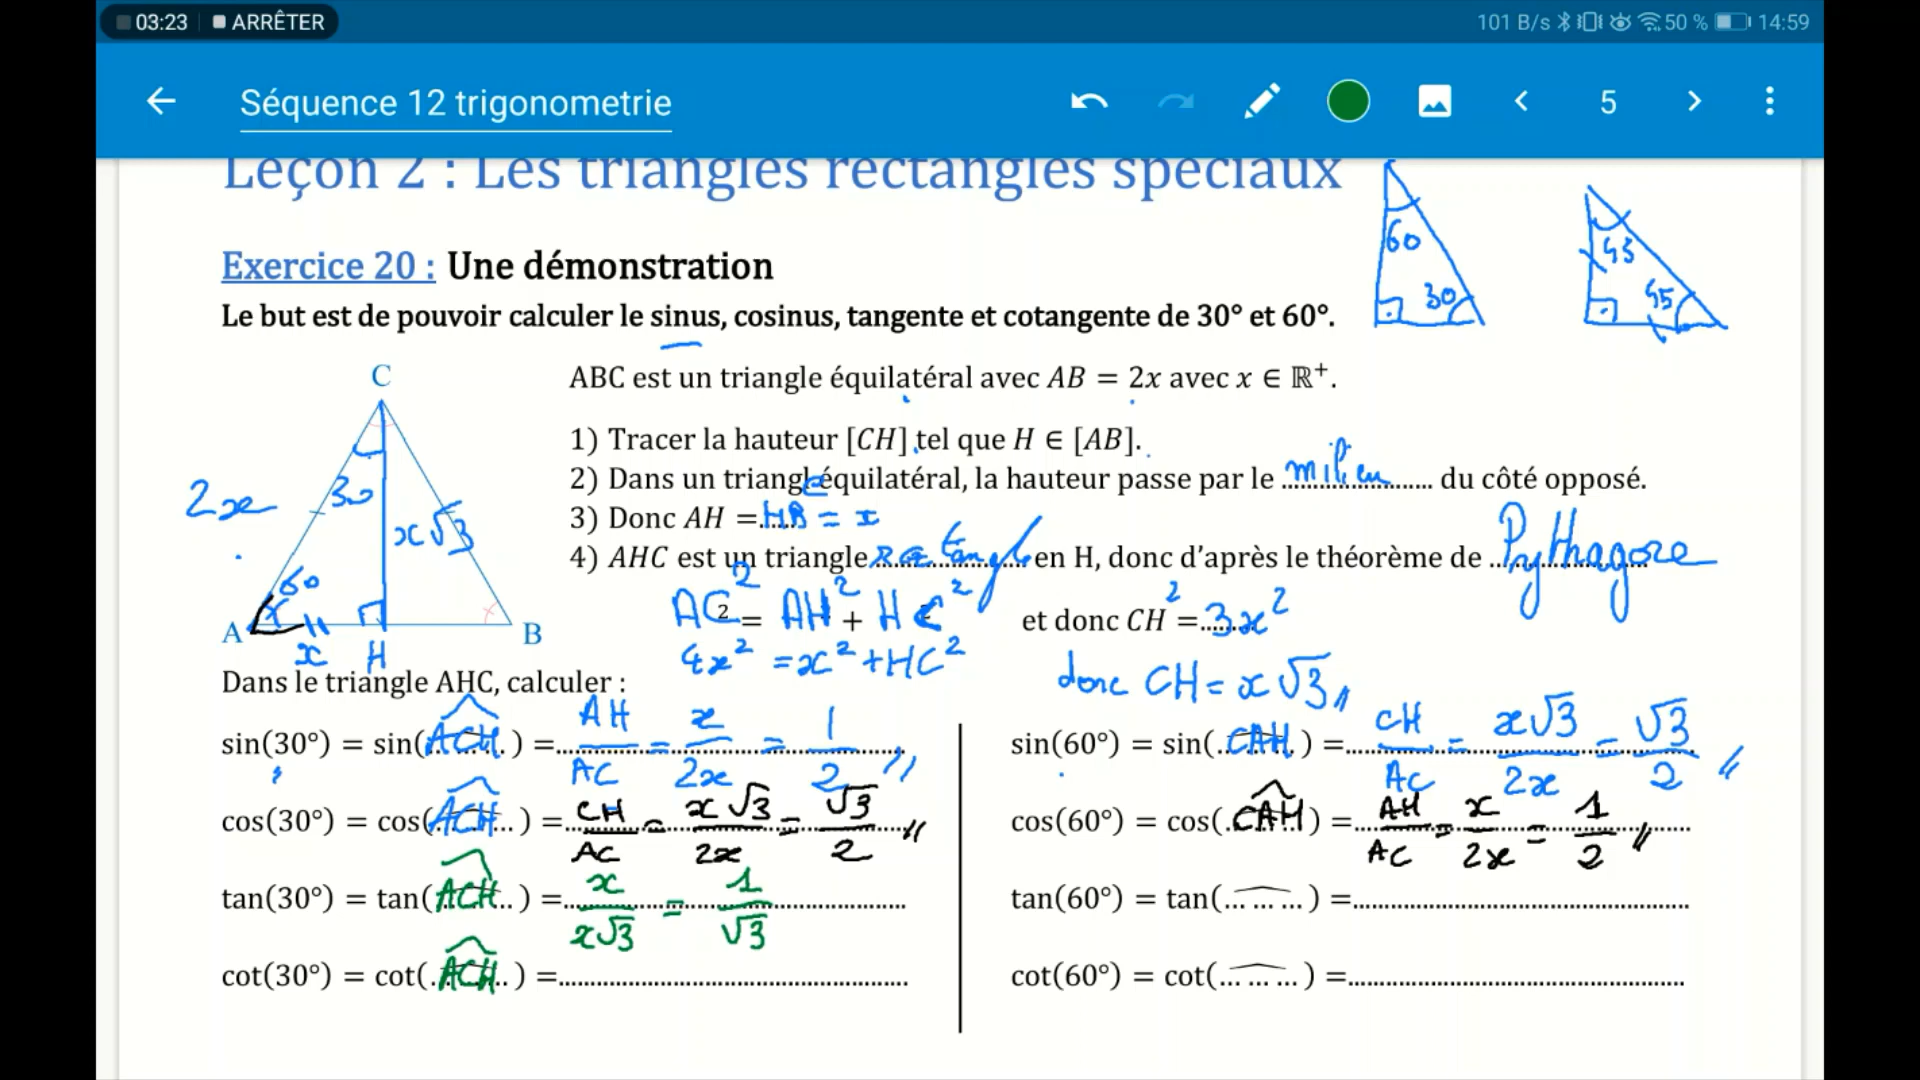 03:23 ARRÊTER 101 B/s 50 % 14:59
Séquence 12 trigonometrie 5
Leçon 2 : Les triangles rectangles spéciaux
60
30
45
45
Exercice 20 : Une démonstration
Le but est de pouvoir calculer le sinus, cosinus, tangente et cotangente de 30° et 60°.
C
2x
30
x√3
60
A
x
H
B
ABC est un triangle équilatéral avec AB = 2x avec x ∈ ℝ⁺.
1) Tracer la hauteur [CH] tel que H ∈ [AB].
2) Dans un triangle équilatéral, la hauteur passe par le milieu du côté opposé.
3) Donc AH = HB = x
4) AHC est un triangle rectangle en H, donc d'après le théorème de Pythagore
AC² = AH² + HC² et donc CH² = 3x²
4x² = x² + HC² donc CH = x√3
Dans le triangle AHC, calculer :
sin(30°) = sin(ACH) = AH/AC = x/2x = 1/2
cos(30°) = cos(ACH) = CH/AC = x√3/2x = √3/2
tan(30°) = tan(ACH) = x/x√3 = 1/√3
cot(30°) = cot(ACH) =
sin(60°) = sin(CAH) = CH/AC = x√3/2x = √3/2
cos(60°) = cos(CAH) = AH/AC = x/2x = 1/2
tan(60°) = tan(... ... ...) =
cot(60°) = cot(... ... ...) =